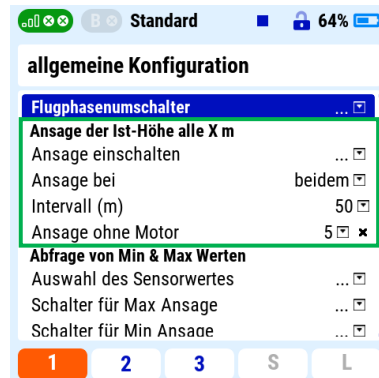 B Standard 64%
allgemeine Konfiguration
Flugphasenumschalter ...
Ansage der Ist-Höhe alle X m
Ansage einschalten ...
Ansage bei beidem
Intervall (m) 50
Ansage ohne Motor 5
Abfrage von Min & Max Werten
Auswahl des Sensorwertes ...
Schalter für Max Ansage ...
Schalter für Min Ansage ...
1 2 3 S L